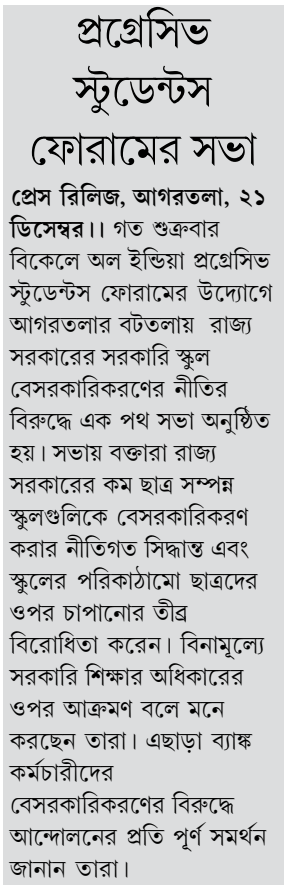 প্রগ্রেসিভ
স্টুডেন্টস
ফোরামের সভা
প্রেস রিলিজ, আগরতলা, ২১
ডিসেম্বর।। গত শুক্রবার
বিকেলে অল ইন্ডিয়া প্রগ্রেসিভ
স্টুডেন্টস ফোরামের উদ্যোগে
আগরতলার বটতলায় রাজ্য
সরকারের সরকারি স্কুল
বেসরকারিকরণের নীতির
বিরুদ্ধে এক পথ সভা অনুষ্ঠিত
হয়। সভায় বক্তারা রাজ্য
সরকারের কম ছাত্র সম্পন্ন
স্কুলগুলিকে বেসরকারিকরণ
করার নীতিগত সিদ্ধান্ত এবং
স্কুলের পরিকাঠামো ছাত্রদের
ওপর চাপানোর তীব্র
বিরোধিতা করেন। বিনামূল্যে
সরকারি শিক্ষার অধিকারের
ওপর আক্রমণ বলে মনে
করছেন তারা। এছাড়া ব্যাঙ্ক
কর্মচারীদের
বেসরকারিকরণের বিরুদ্ধে
আন্দোলনের প্রতি পূর্ণ সমর্থন
জানান তারা।